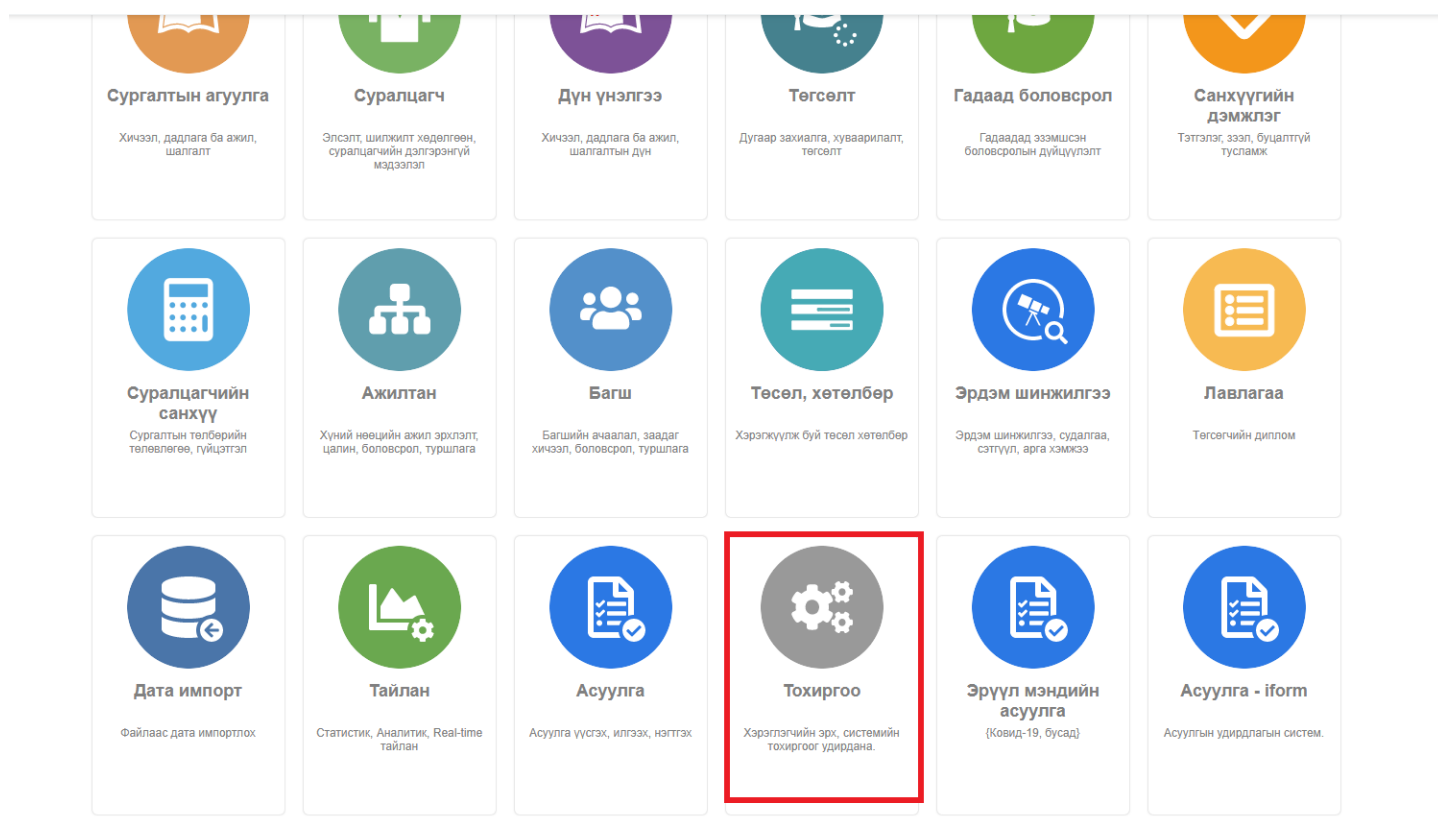 Сургалтын агуулга
Хичээл, дадлага ба ажил,
шалгалт
Суралцагч
Элсэлт, шилжилт хөдөлгөөн,
суралцагчийн дэлгэрэнгүй
мэдээлэл
Дүн үнэлгээ
Хичээл, дадлага ба ажил,
шалгалтын дүн
Төгсөлт
Дугаар захиалга, хуваарилалт,
төгсөлт
Гадаад боловсрол
Гадаадад эзэмшсэн
боловсролын дүйцүүлэлт
Санхүүгийн
дэмжлэг
Тэтгэлэг, зээл, буцалтгүй
тусламж
Суралцагчийн
санхүү
Сургалтын төлбөрийн
төлөвлөгөө, гүйцэтгэл
Ажилтан
Хүний нөөцийн ажил эрхлэлт,
цалин, боловсрол, туршлага
Багш
Багшийн ачаалал, заадаг
хичээл, боловсрол, туршлага
Төсөл, хөтөлбөр
Хэрэгжүүлж буй төсөл хөтөлбөр
Эрдэм шинжилгээ
Эрдэм шинжилгээ, судалгаа,
сэтгүүл, арга хэмжээ
Лавлагаа
Төгсөгчийн диплом
Дата импорт
Файлаас дата импортлох
Тайлан
Статистик, Аналитик, Real-time
тайлан
Асуулга
Асуулга үүсгэх, илгээх, нэгтгэх
Тохиргоо
Хэрэглэгчийн эрх, системийн
тохиргоог удирдана.
Эрүүл мэндийн
асуулга
{Ковид-19, бусад}
Асуулга - iform
Асуулгын удирдлагын систем.